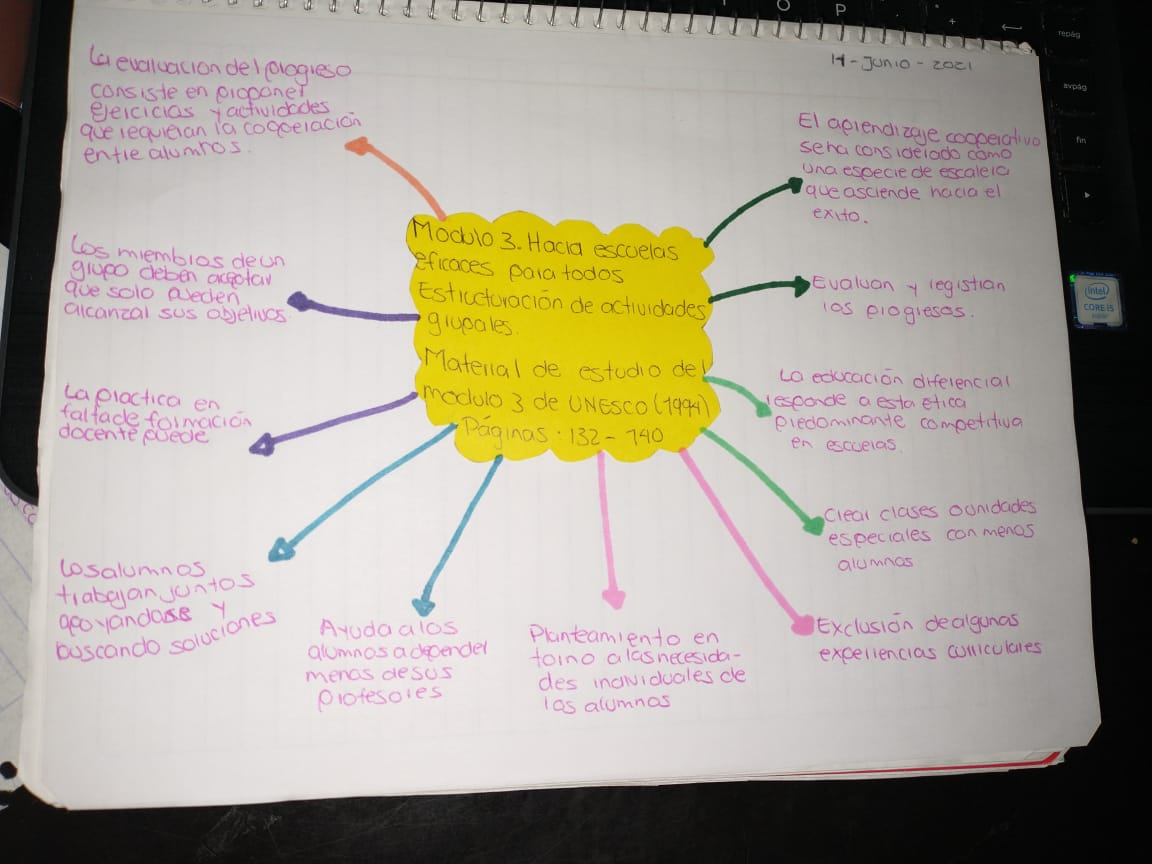 14-Junio-2021
La evaluacion del progreso
consiste en proponer
ejercicios y actividades
que requieran la cooperación
entre alumnos.
Los miembros de un
grupo deben aceptar
que solo pueden
alcanzar sus objetivos.
La practica en
falta de formación
docente puede
Los alumnos
trabajan juntos
apoyandose y
buscando soluciones
Ayuda a los
alumnos a depender
menos de sus
profesores
Planteamiento en
torno a las necesida-
des individuales de
los alumnos
Modulo 3. Hacia escuelas
eficaces para todos
Estructuración de actividades
grupales.
Material de estudio del
modulo 3 de UNESCO (1994)
Páginas: 132 - 140
El aprendizaje cooperativo
se ha considerado como
una especie de escalera
que asciende hacia el
exito.
Evaluan y registran
los progresos.
La educación diferencial
responde a esta etica
predominante competitiva
en escuelas.
Crear clases o unidades
especiales con menos
alumnos
Exclusión de algunas
experiencias curriculares
O
P
+
repág
avpág
fin
intel
CORE i5